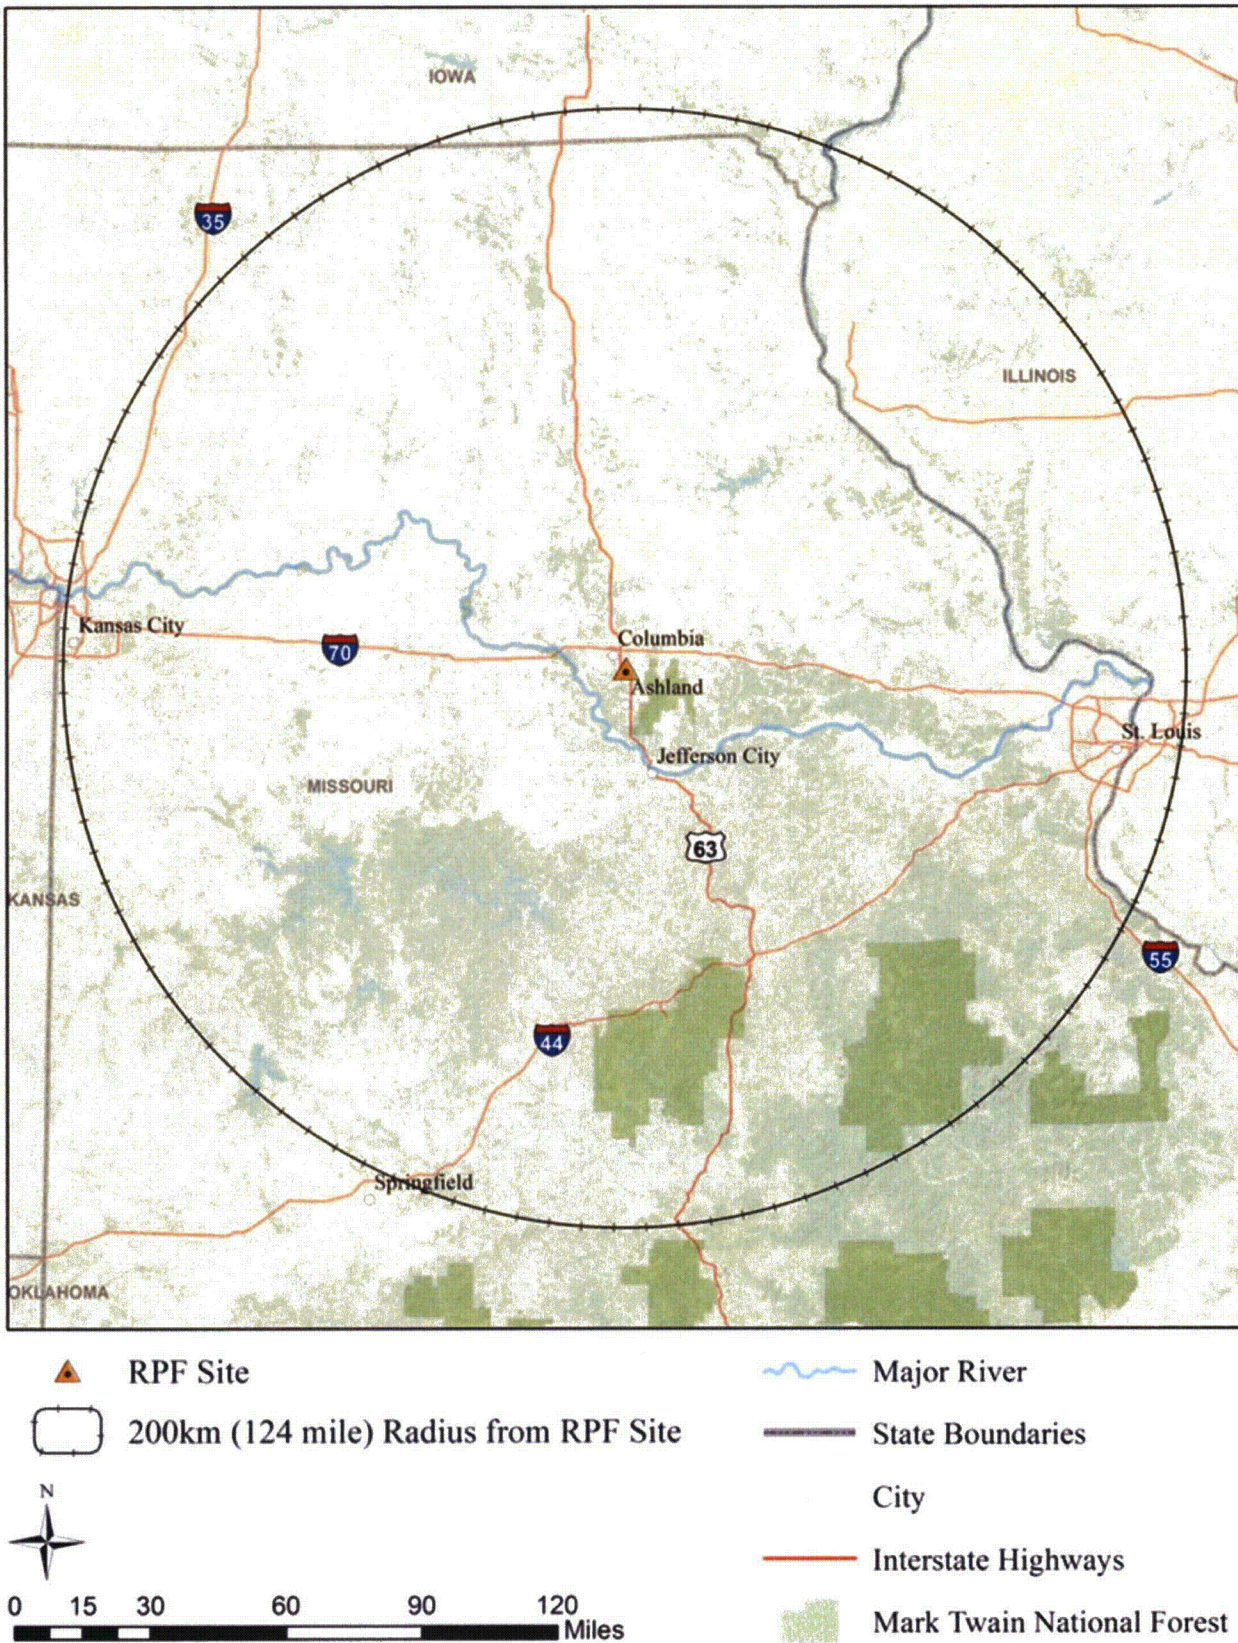 IOWA
35
ILLINOIS
Kansas City
70
Columbia
Ashland
St. Louis
Jefferson City
MISSOURI
63
KANSAS
55
44
Springfield
OKLAHOMA
RPF Site
200km (124 mile) Radius from RPF Site
N
0 15 30 60 90 120
Miles
Major River
State Boundaries
City
Interstate Highways
Mark Twain National Forest